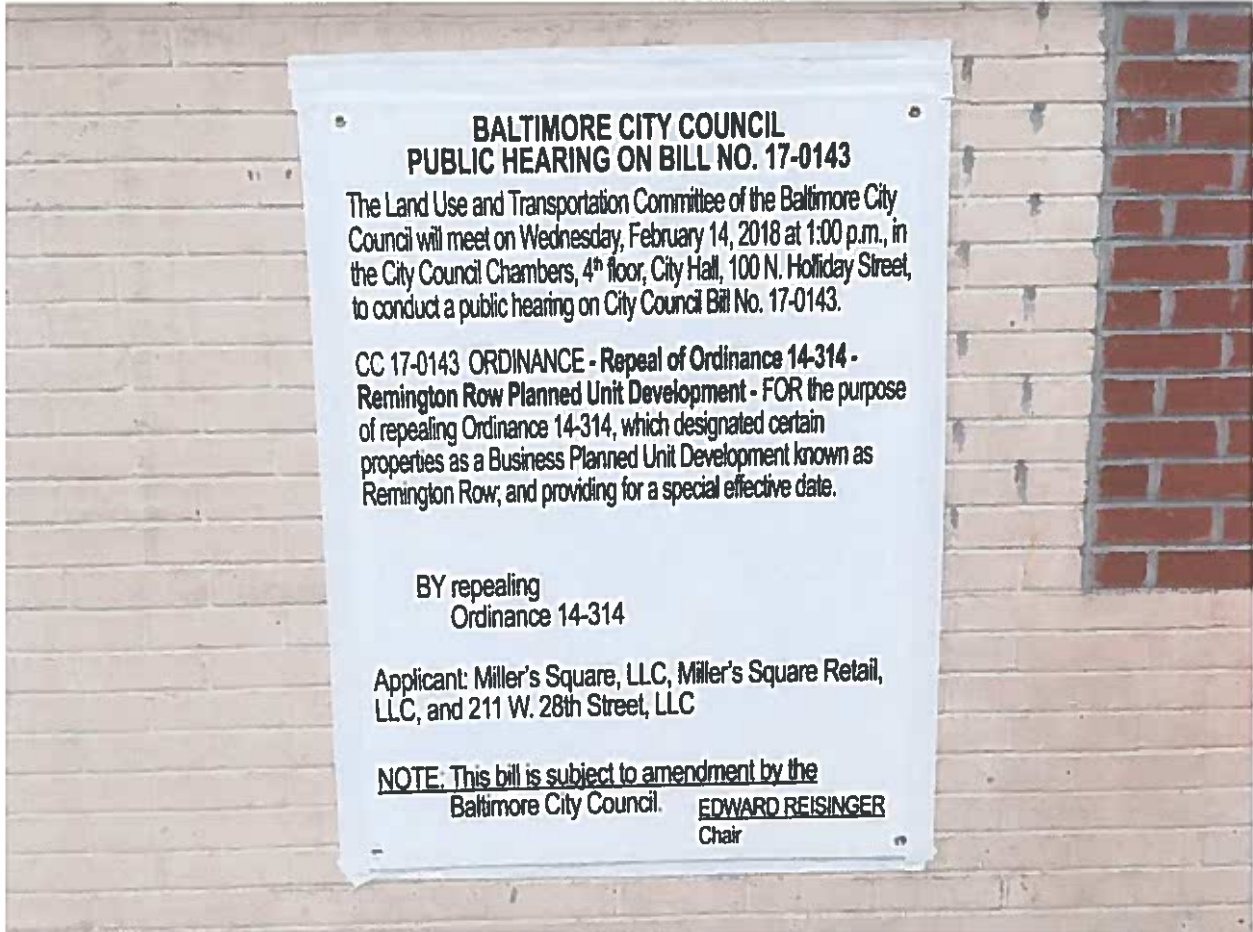 BALTIMORE CITY COUNCIL
PUBLIC HEARING ON BILL NO. 17-0143
The Land Use and Transportation Committee of the Baltimore City
Council will meet on Wednesday, February 14, 2018 at 1:00 p.m., in
the City Council Chambers, 4th floor, City Hall, 100 N. Holliday Street,
to conduct a public hearing on City Council Bill No. 17-0143.
CC 17-0143 ORDINANCE - Repeal of Ordinance 14-314 -
Remington Row Planned Unit Development - FOR the purpose
of repealing Ordinance 14-314, which designated certain
properties as a Business Planned Unit Development known as
Remington Row; and providing for a special effective date.
BY repealing
Ordinance 14-314
Applicant: Miller's Square, LLC, Miller's Square Retail,
LLC, and 211 W. 28th Street, LLC
NOTE: This bill is subject to amendment by the
Baltimore City Council.
EDWARD REISINGER
Chair